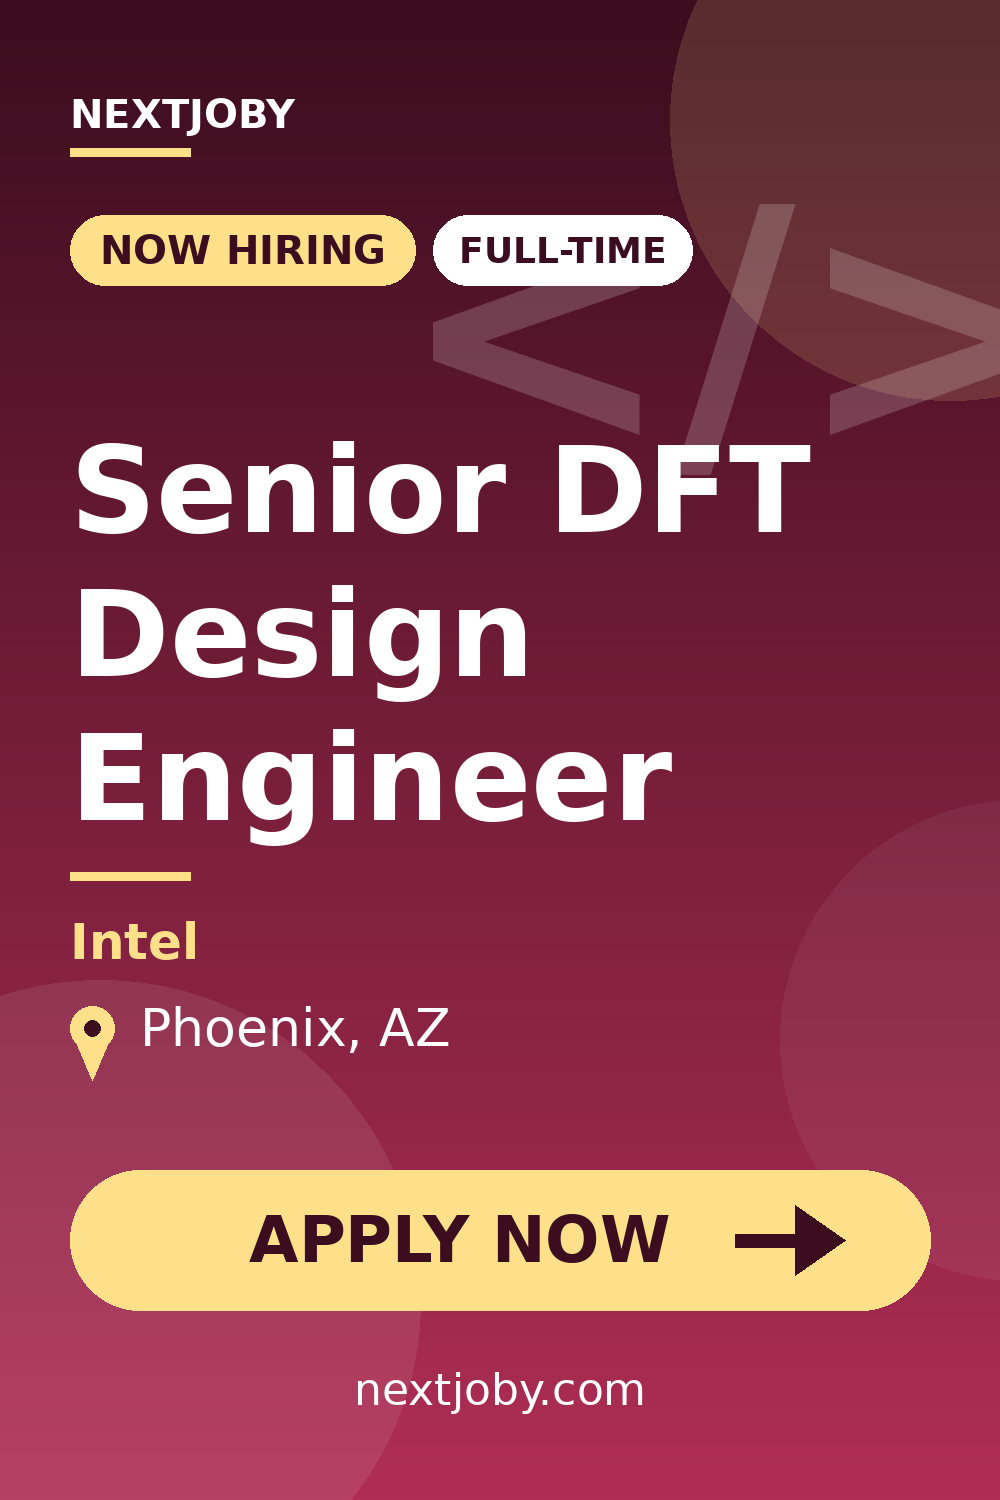 NEXTJOBY
NOW HIRING
FULL-TIME
</>
Senior DFT
Design
Engineer
Intel
Phoenix, AZ
APPLY NOW
nextjoby.com